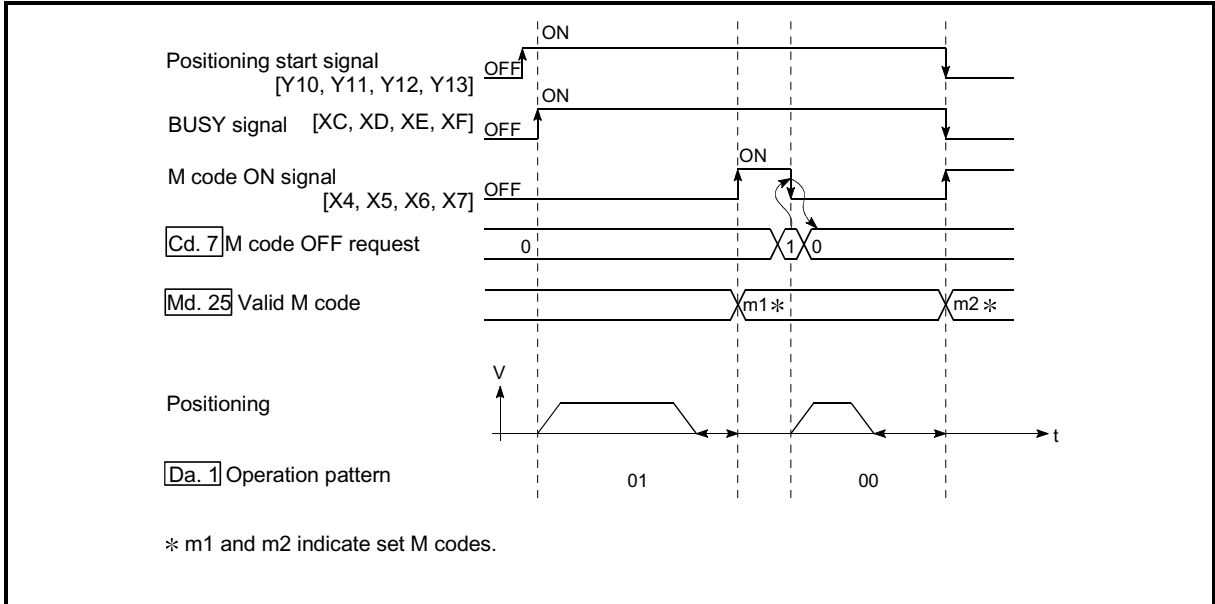 ON
Positioning start signal
[Y10, Y11, Y12, Y13]
OFF
ON
BUSY signal [XC, XD, XE, XF]
OFF
ON
M code ON signal
[X4, X5, X6, X7]
OFF
Cd. 7 M code OFF request
0
1
0
Md. 25 Valid M code
m1*
m2*
V
Positioning
t
Da. 1 Operation pattern
01
00
* m1 and m2 indicate set M codes.